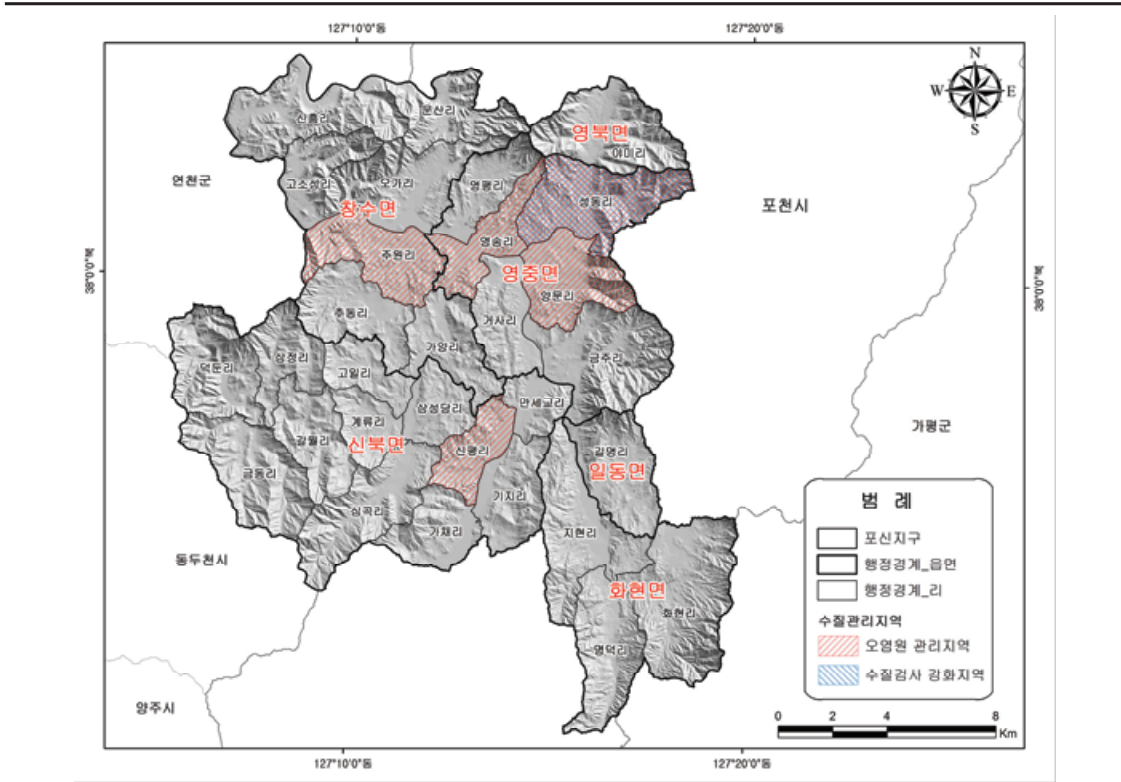 127°10'0"동
127°20'0"동
N
W
E
S
38°0'0"북
38°0'0"북
연천군
포천시
가평군
동두천시
양주시
신흥리
운산리
영북면
야미리
고소성리
오가리
영평리
성동리
창수면
주원리
영송리
영중면
양문리
추동리
가양리
거사리
금주리
덕둔리
삼정리
고일리
만세교리
계류리
삼성당리
갈월리
신북면
신평리
길명리
일동면
금동리
기지리
심곡리
가채리
지현리
화현면
화현리
명덕리
범 례
포신지구
행정경계_읍면
행정경계_리
수질관리지역
오염원 관리지역
수질검사 강화지역
0 2 4 8
Km
127°10'0"동
127°20'0"동